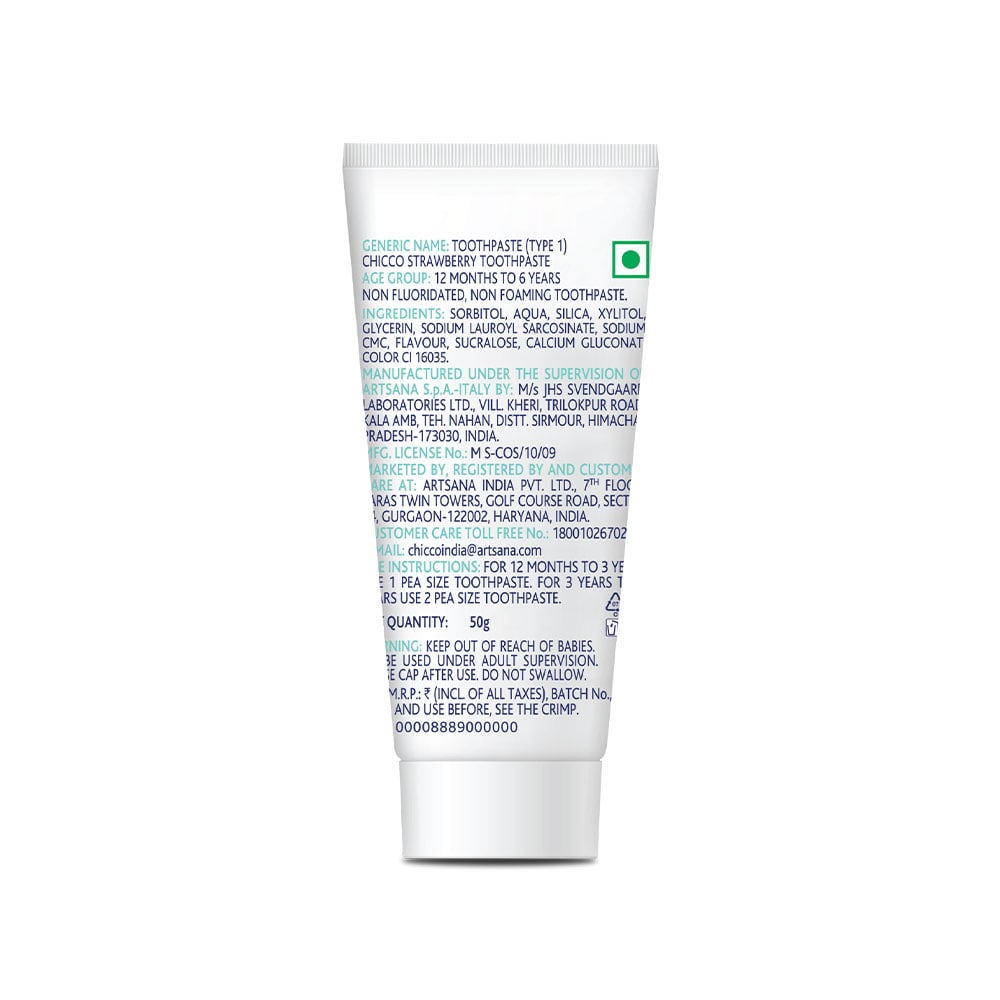 GENERIC NAME: TOOTHPASTE (TYPE 1)
CHICCO STRAWBERRY TOOTHPASTE
AGE GROUP: 12 MONTHS TO 6 YEARS
NON FLUORIDATED, NON FOAMING TOOTHPASTE.
INGREDIENTS: SORBITOL, AQUA, SILICA, XYLITOL,
GLYCERIN, SODIUM LAUROYL SARCOSINATE, SODIUM
CMC, FLAVOUR, SUCRALOSE, CALCIUM GLUCONAT
COLOR CI 16035.
MANUFACTURED UNDER THE SUPERVISION O
ARTSANA S.p.A.-ITALY BY: M/s JHS SVENDGAAR
LABORATORIES LTD., VILL. KHERI, TRILOKPUR ROAD
KALA AMB, TEH. NAHAN, DISTT. SIRMOUR, HIMACHA
PRADESH-173030, INDIA.
MFG. LICENSE No.: M S-COS/10/09
MARKETED BY, REGISTERED BY AND CUSTOM
ARE AT: ARTSANA INDIA PVT. LTD., 7TH FLOO
ARAS TWIN TOWERS, GOLF COURSE ROAD, SECT
, GURGAON-122002, HARYANA, INDIA.
USTOMER CARE TOLL FREE No.: 18001026702
MAIL: chiccoindia@artsana.com
E INSTRUCTIONS: FOR 12 MONTHS TO 3 YE
E 1 PEA SIZE TOOTHPASTE. FOR 3 YEARS T
ARS USE 2 PEA SIZE TOOTHPASTE.
QUANTITY: 50g
RNING: KEEP OUT OF REACH OF BABIES.
BE USED UNDER ADULT SUPERVISION.
SE CAP AFTER USE. DO NOT SWALLOW.
M.R.P.: ₹ (INCL. OF ALL TAXES), BATCH No.,
AND USE BEFORE, SEE THE CRIMP.
00008889000000